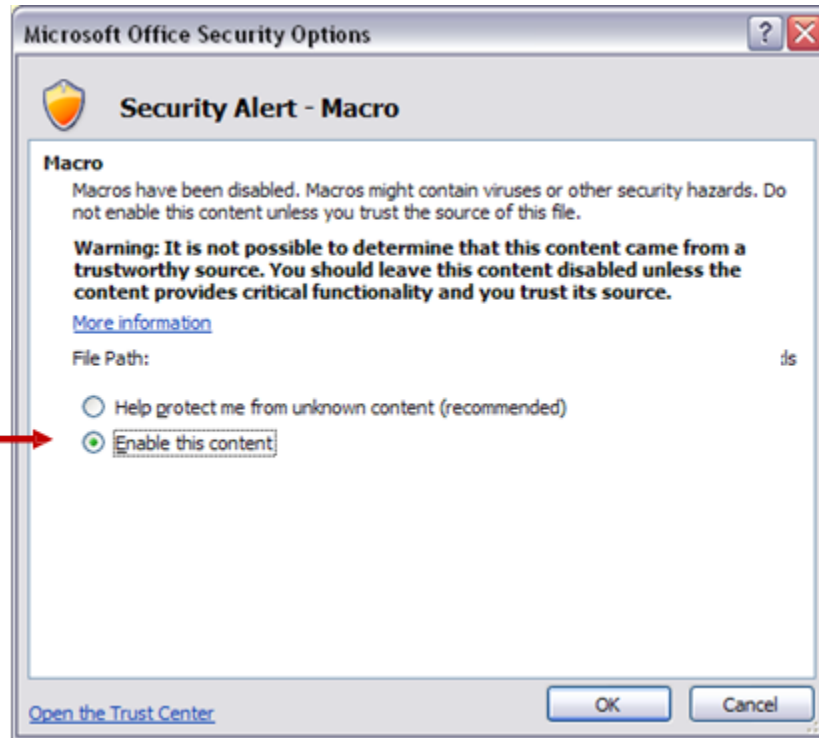 Microsoft Office Security Options
Security Alert - Macro
Macro
Macros have been disabled. Macros might contain viruses or other security hazards. Do
not enable this content unless you trust the source of this file.
Warning: It is not possible to determine that this content came from a
trustworthy source. You should leave this content disabled unless the
content provides critical functionality and you trust its source.
More information
File Path:
Help protect me from unknown content (recommended)
Enable this content
Open the Trust Center
OK
Cancel